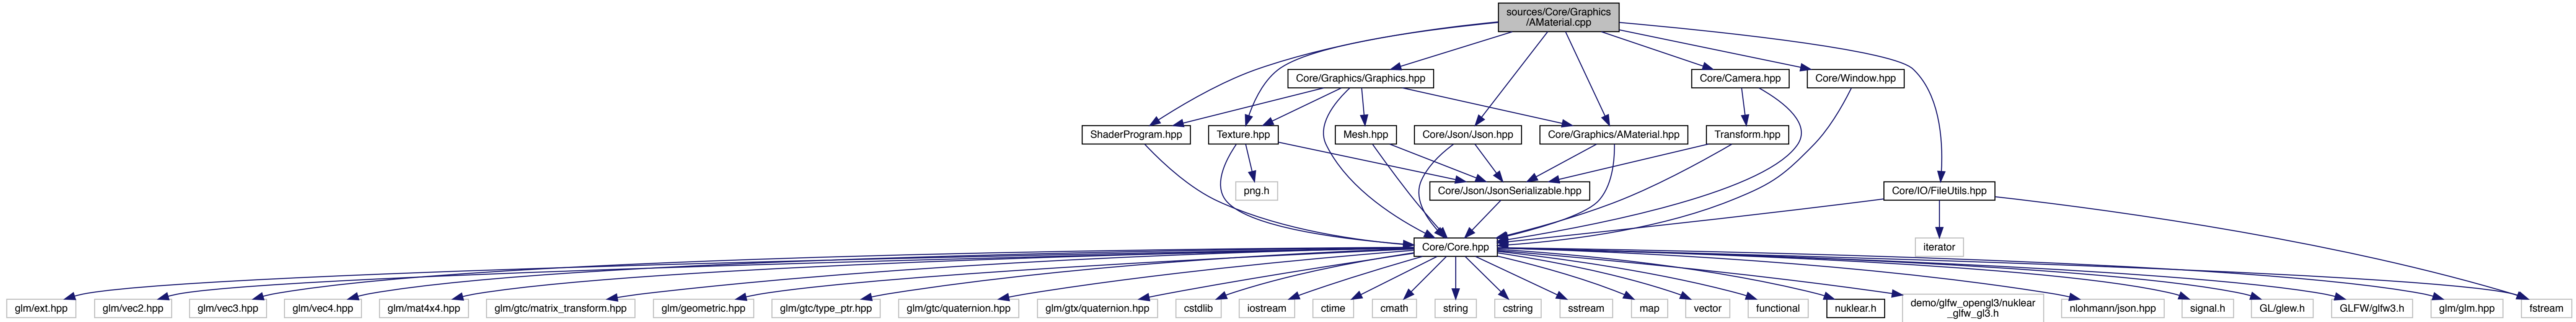 sources/Core/Graphics
/AMaterial.cpp
Core/Graphics/Graphics.hpp
Core/Camera.hpp
Core/Window.hpp
ShaderProgram.hpp
Texture.hpp
Mesh.hpp
Core/Json/Json.hpp
Core/Graphics/AMaterial.hpp
Transform.hpp
png.h
Core/Json/JsonSerializable.hpp
Core/IO/FileUtils.hpp
Core/Core.hpp
iterator
glm/ext.hpp
glm/vec2.hpp
glm/vec3.hpp
glm/vec4.hpp
glm/mat4x4.hpp
glm/gtc/matrix_transform.hpp
glm/geometric.hpp
glm/gtc/type_ptr.hpp
glm/gtc/quaternion.hpp
glm/gtx/quaternion.hpp
cstdlib
iostream
ctime
cmath
string
cstring
sstream
map
vector
functional
nuklear.h
demo/glfw_opengl3/nuklear
_glfw_gl3.h
nlohmann/json.hpp
signal.h
GL/glew.h
GLFW/glfw3.h
glm/glm.hpp
fstream